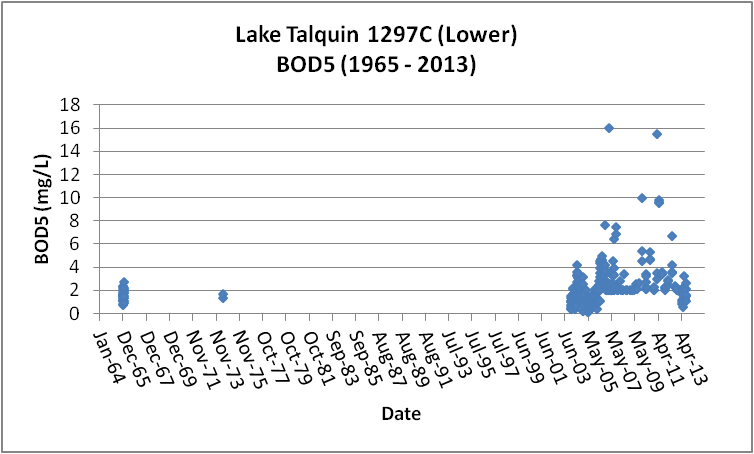 Lake Talquin 1297C (Lower)
BOD5 (1965 - 2013)
BOD5 (mg/L)
18
16
14
12
10
8
6
4
2
0
Jan-64
Dec-65
Dec-67
Dec-69
Nov-71
Nov-73
Nov-75
Oct-77
Oct-79
Oct-81
Sep-83
Sep-85
Aug-87
Aug-89
Aug-91
Jul-93
Jul-95
Jul-97
Jun-99
Jun-01
Jun-03
May-05
May-07
May-09
Apr-11
Apr-13
Date